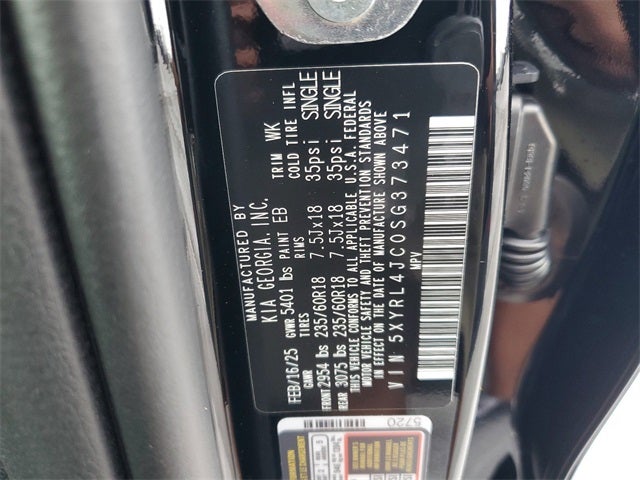 MANUFACTURED BY
KIA GEORGIA, INC.
FEB/16/25 GVWR 5401 lbs PAINT EB TRIM WK
GAWR TIRES RIMS COLD TIRE INFL
FRONT 2954 lbs 235/60R18 7.5Jx18 35psi SINGLE
REAR 3075 lbs 235/60R18 7.5Jx18 35psi SINGLE
THIS VEHICLE CONFORMS TO ALL APPLICABLE U.S.A. FEDERAL
MOTOR VEHICLE SAFETY AND THEFT PREVENTION STANDARDS
IN EFFECT ON THE DATE OF MANUFACTURE SHOWN ABOVE
VIN 5XYRL4JC0SG373471
MPV
5720